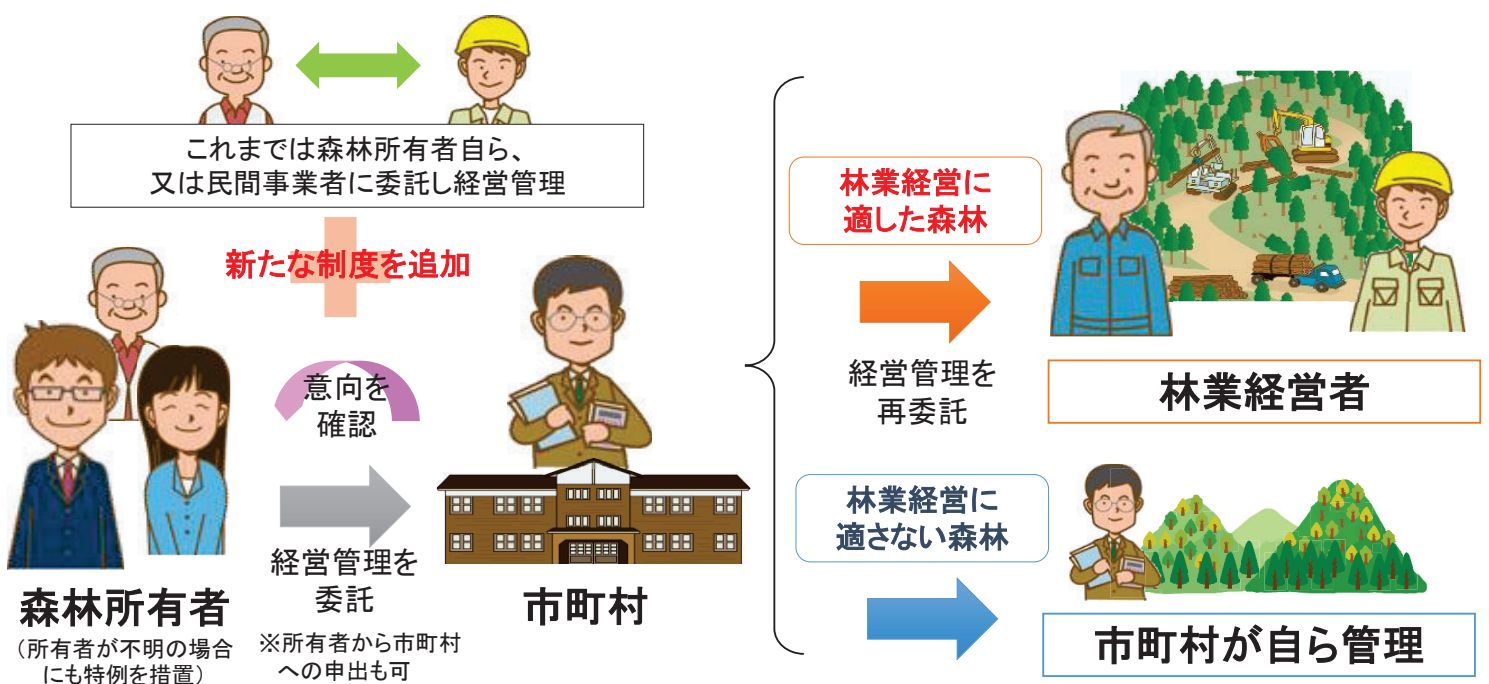 これまでは森林所有者自ら、
又は民間事業者に委託し経営管理
新たな制度を追加
意向を
確認
経営管理を
委託
※所有者から市町村
への申出も可
森林所有者
（所有者が不明の場合
にも特例を措置）
市町村
林業経営に
適した森林
経営管理を
再委託
林業経営者
林業経営に
適さない森林
市町村が自ら管理